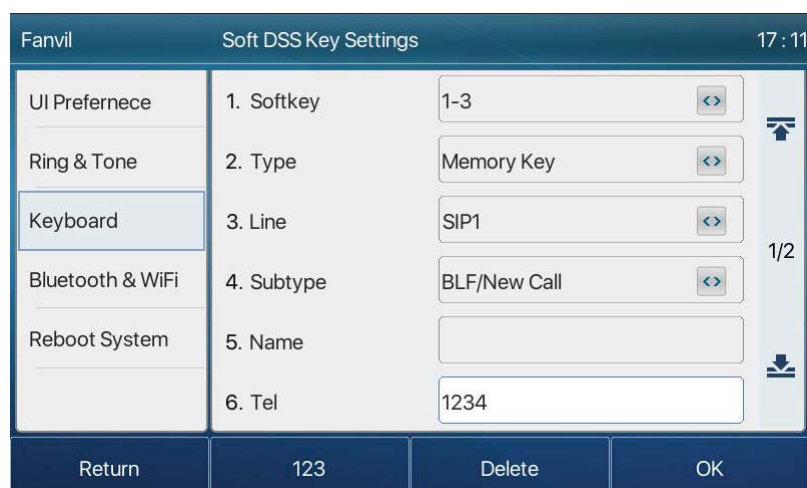 Fanvil Soft DSS Key Settings 17:11
UI Prefernece
Ring & Tone
Keyboard
Bluetooth & WiFi
Reboot System
1. Softkey 1-3
2. Type Memory Key
3. Line SIP1
4. Subtype BLF/New Call
5. Name
6. Tel 1234
1/2
Return 123 Delete OK